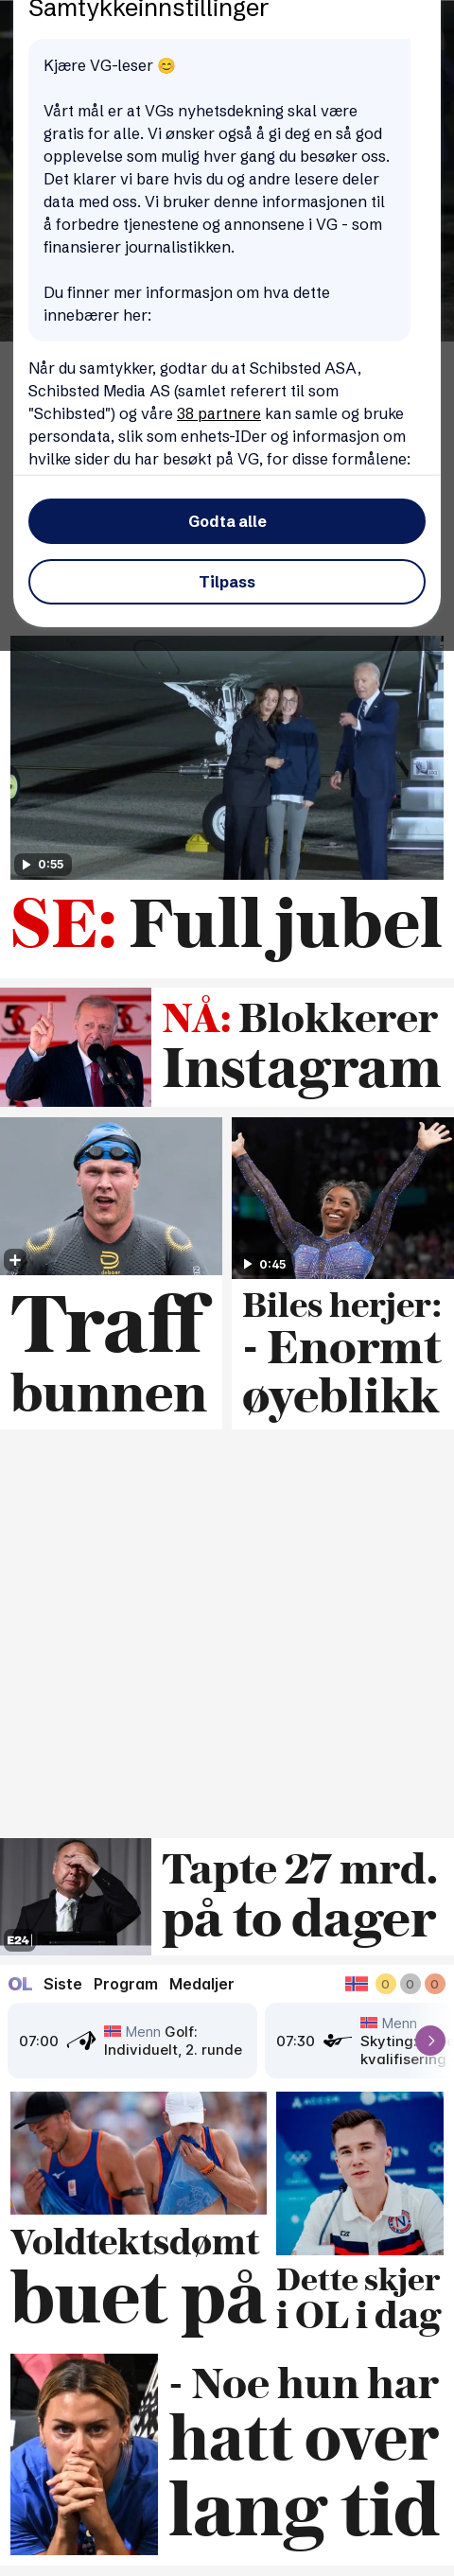 Samtykkeinnstillinger
Kjære VG-leser 😊
Vårt mål er at VGs nyhetsdekning skal være
gratis for alle. Vi ønsker også å gi deg en så god
opplevelse som mulig hver gang du besøker oss.
Det klarer vi bare hvis du og andre lesere deler
data med oss. Vi bruker denne informasjonen til
å forbedre tjenestene og annonsene i VG - som
finansierer journalistikken.
Du finner mer informasjon om hva dette
innebærer her:
Når du samtykker, godtar du at Schibsted ASA,
Schibsted Media AS (samlet referert til som
"Schibsted") og våre 38 partnere kan samle og bruke
persondata, slik som enhets-IDer og informasjon om
hvilke sider du har besøkt på VG, for disse formålene:
Godta alle
Tilpass
0:55
SE: Full jubel
NÅ: Blokkerer
Instagram
Traff
bunnen
0:45
Biles herjer:
- Enormt
øyeblikk
E24
Tapte 27 mrd.
på to dager
OL Siste Program Medaljer 0 0 0
07:00 Menn Golf:
Individuelt, 2. runde
07:30 Menn
Skyting:
kvalifisering
Voldtektsdømt
buet på
Dette skjer
i OL i dag
- Noe hun har
hatt over
lang tid